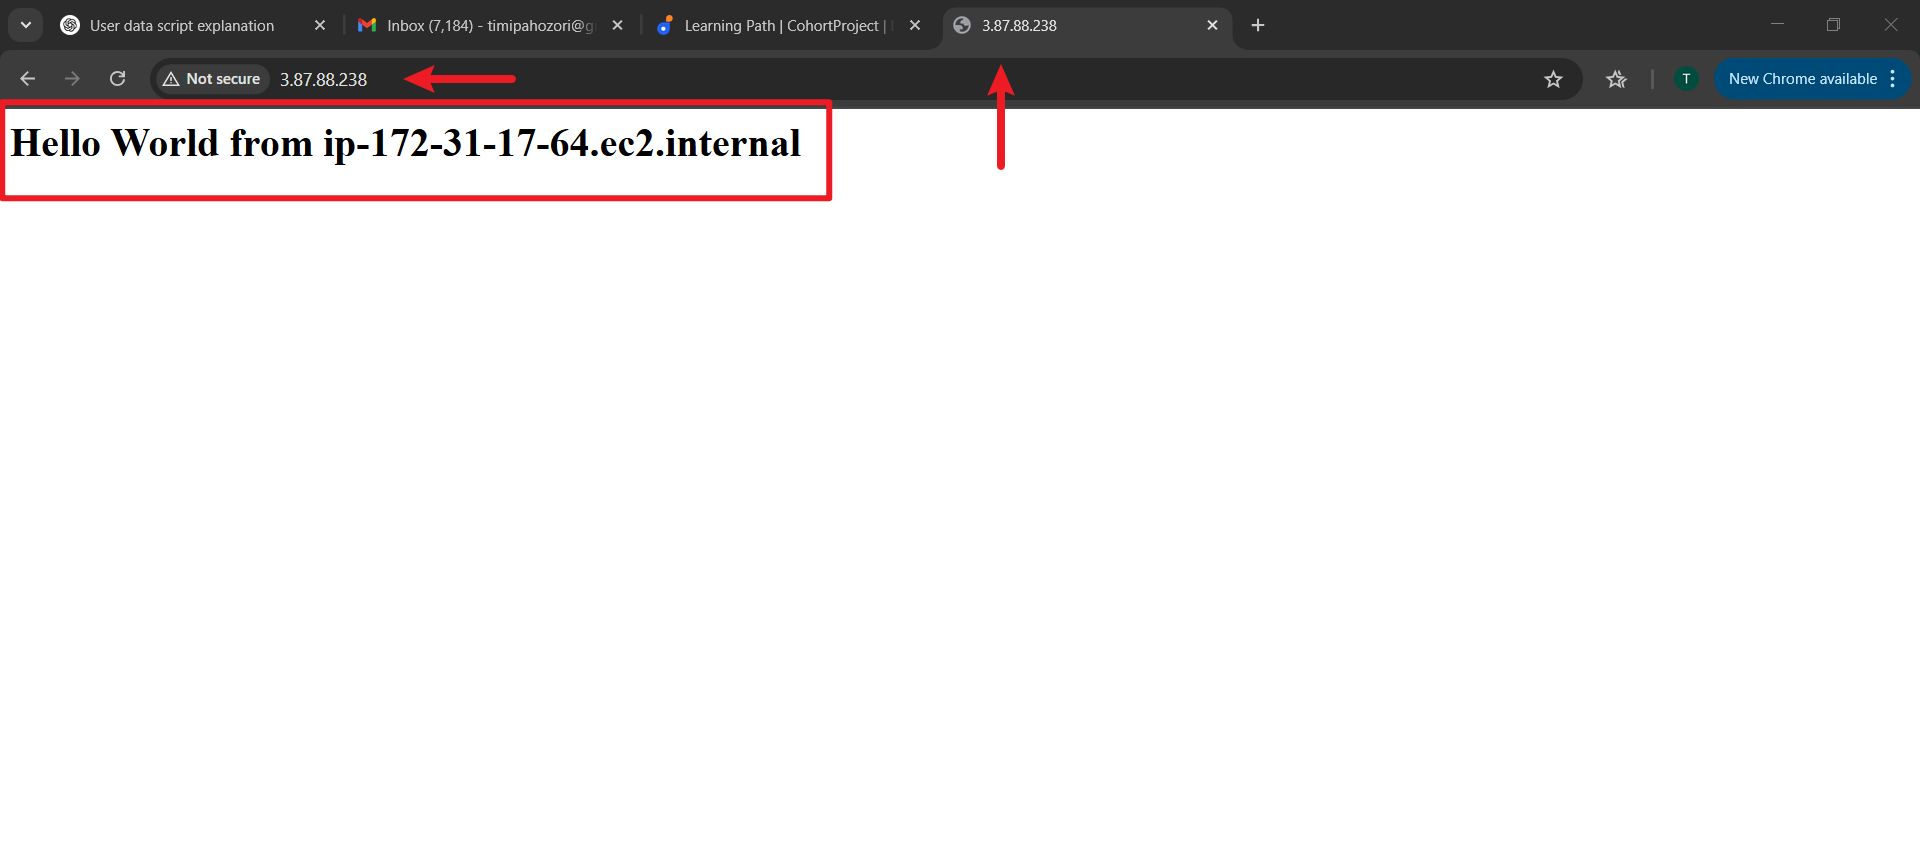 User data script explanation
Inbox (7,184) - timipahozori@g
Learning Path | CohortProject |
3.87.88.238
Not secure
3.87.88.238
T
New Chrome available
Hello World from ip-172-31-17-64.ec2.internal